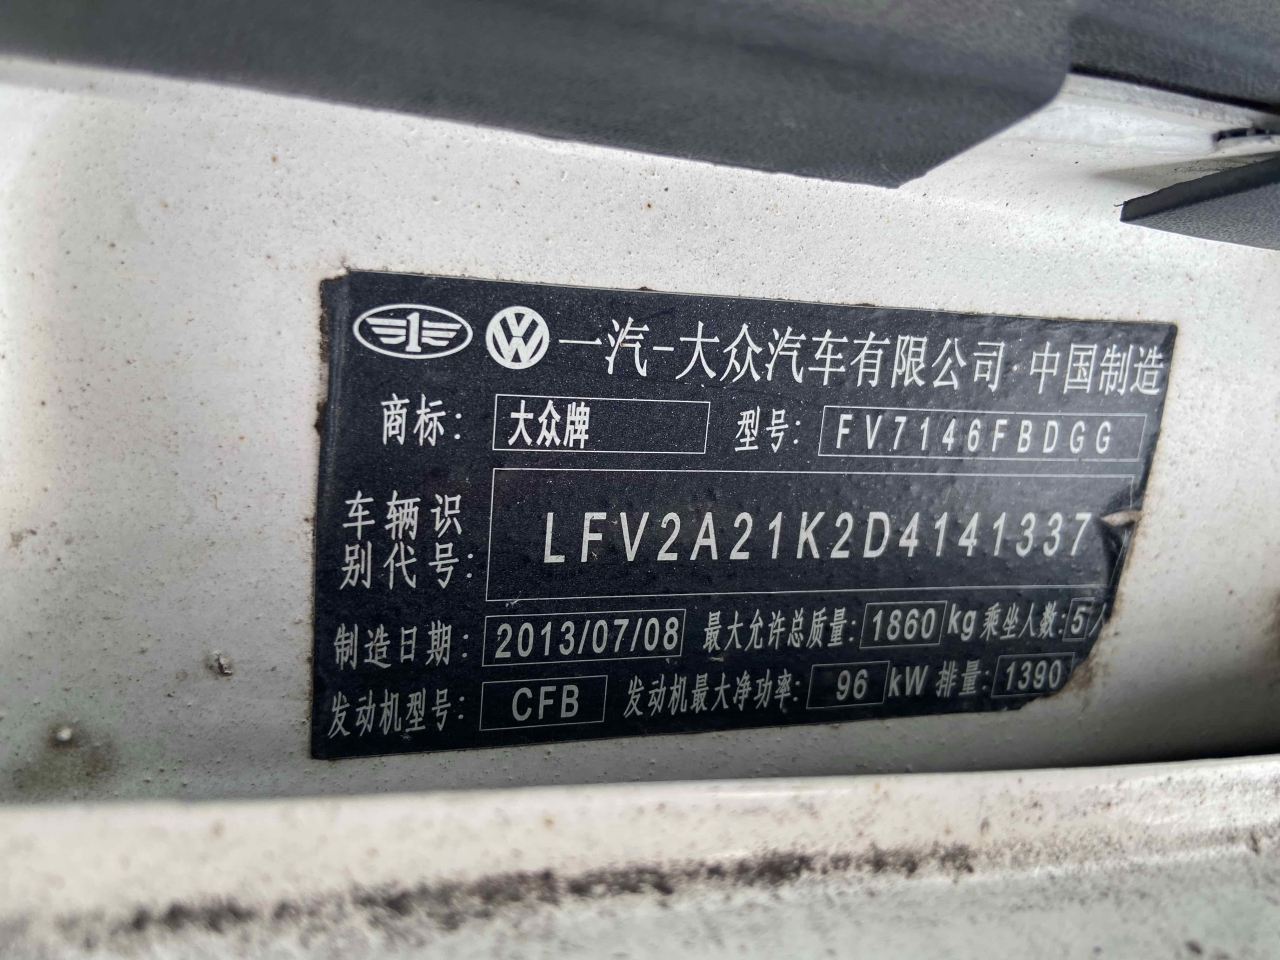 一汽-大众汽车有限公司·中国制造
商标: 大众牌 型号: FV7146FBDGG
车辆识别代号: LFV2A21K2D4141337
制造日期: 2013/07/08 最大允许总质量: 1860 kg 乘坐人数: 5 人
发动机型号: CFB 发动机最大净功率: 96 kW 排量: 1390